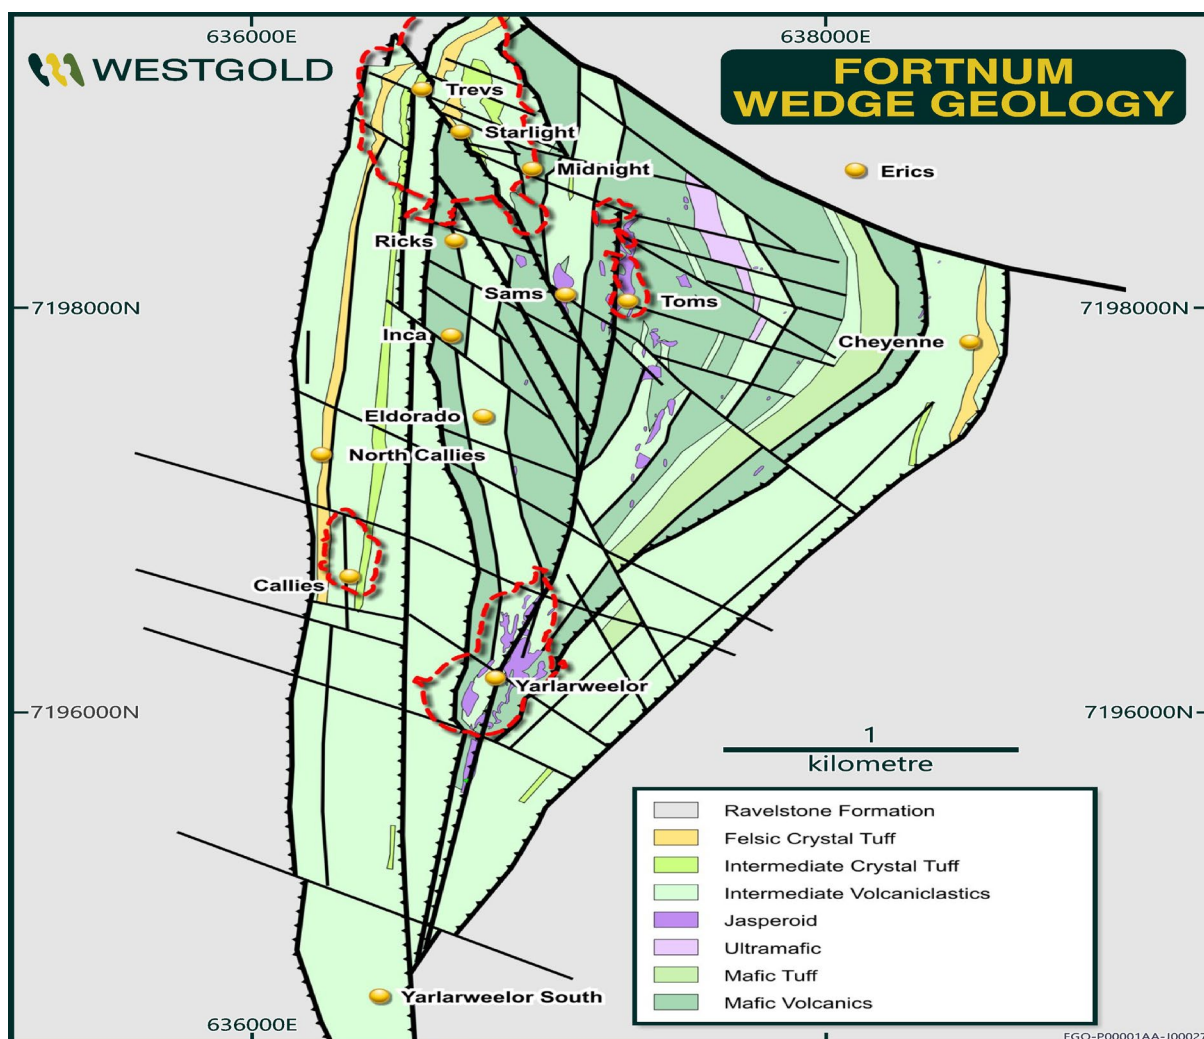 636000E
638000E
WESTGOLD
FORTNUM
WEDGE GEOLOGY
Trevs
Starlight
Midnight
Erics
Ricks
Sams
Toms
7198000N
7198000N
Inca
Cheyenne
Eldorado
North Callies
Callies
Yarlarweelor
7196000N
7196000N
1
kilometre
Ravelstone Formation
Felsic Crystal Tuff
Intermediate Crystal Tuff
Intermediate Volcaniclastics
Jasperoid
Ultramafic
Mafic Tuff
Mafic Volcanics
Yarlarweelor South
636000E